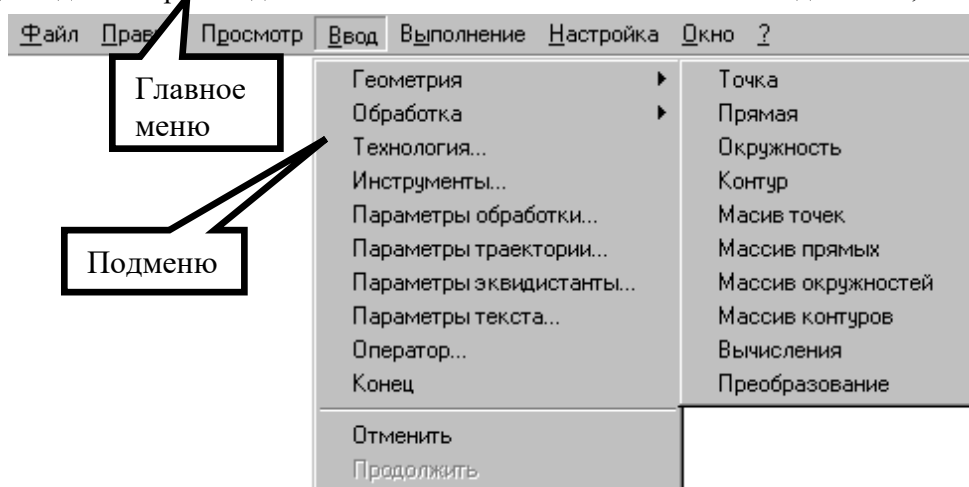 Файл Правк Просмотр Ввод Выполнение Настройка Окно ?
Главное
меню
Подменю
Геометрия
Обработка
Технология...
Инструменты...
Параметры обработки...
Параметры траектории...
Параметры эквидистанты...
Параметры текста...
Оператор...
Конец
Отменить
Продолжить
Точка
Прямая
Окружность
Контур
Масив точек
Массив прямых
Массив окружностей
Массив контуров
Вычисления
Преобразование